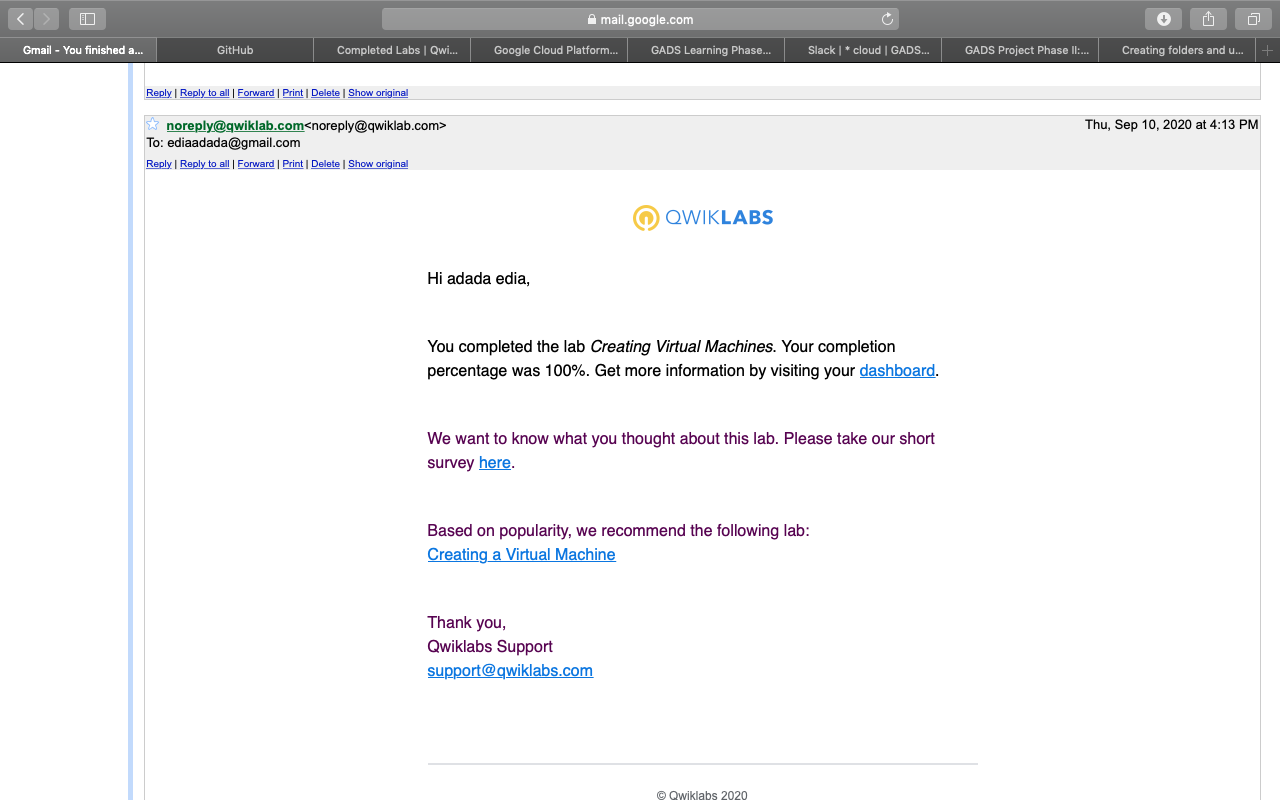 mail.google.com
Gmail - You finished a...
GitHub
Completed Labs | Qwi...
Google Cloud Platform...
GADS Learning Phase...
Slack | * cloud | GADS...
GADS Project Phase II:...
Creating folders and u...
Reply | Reply to all | Forward | Print | Delete | Show original
noreply@qwiklab.com<noreply@qwiklab.com> Thu, Sep 10, 2020 at 4:13 PM
To: ediaadada@gmail.com
Reply | Reply to all | Forward | Print | Delete | Show original
QWIKLABS
Hi adada edia,
You completed the lab Creating Virtual Machines. Your completion
percentage was 100%. Get more information by visiting your dashboard.
We want to know what you thought about this lab. Please take our short
survey here.
Based on popularity, we recommend the following lab:
Creating a Virtual Machine
Thank you,
Qwiklabs Support
support@qwiklabs.com
© Qwiklabs 2020